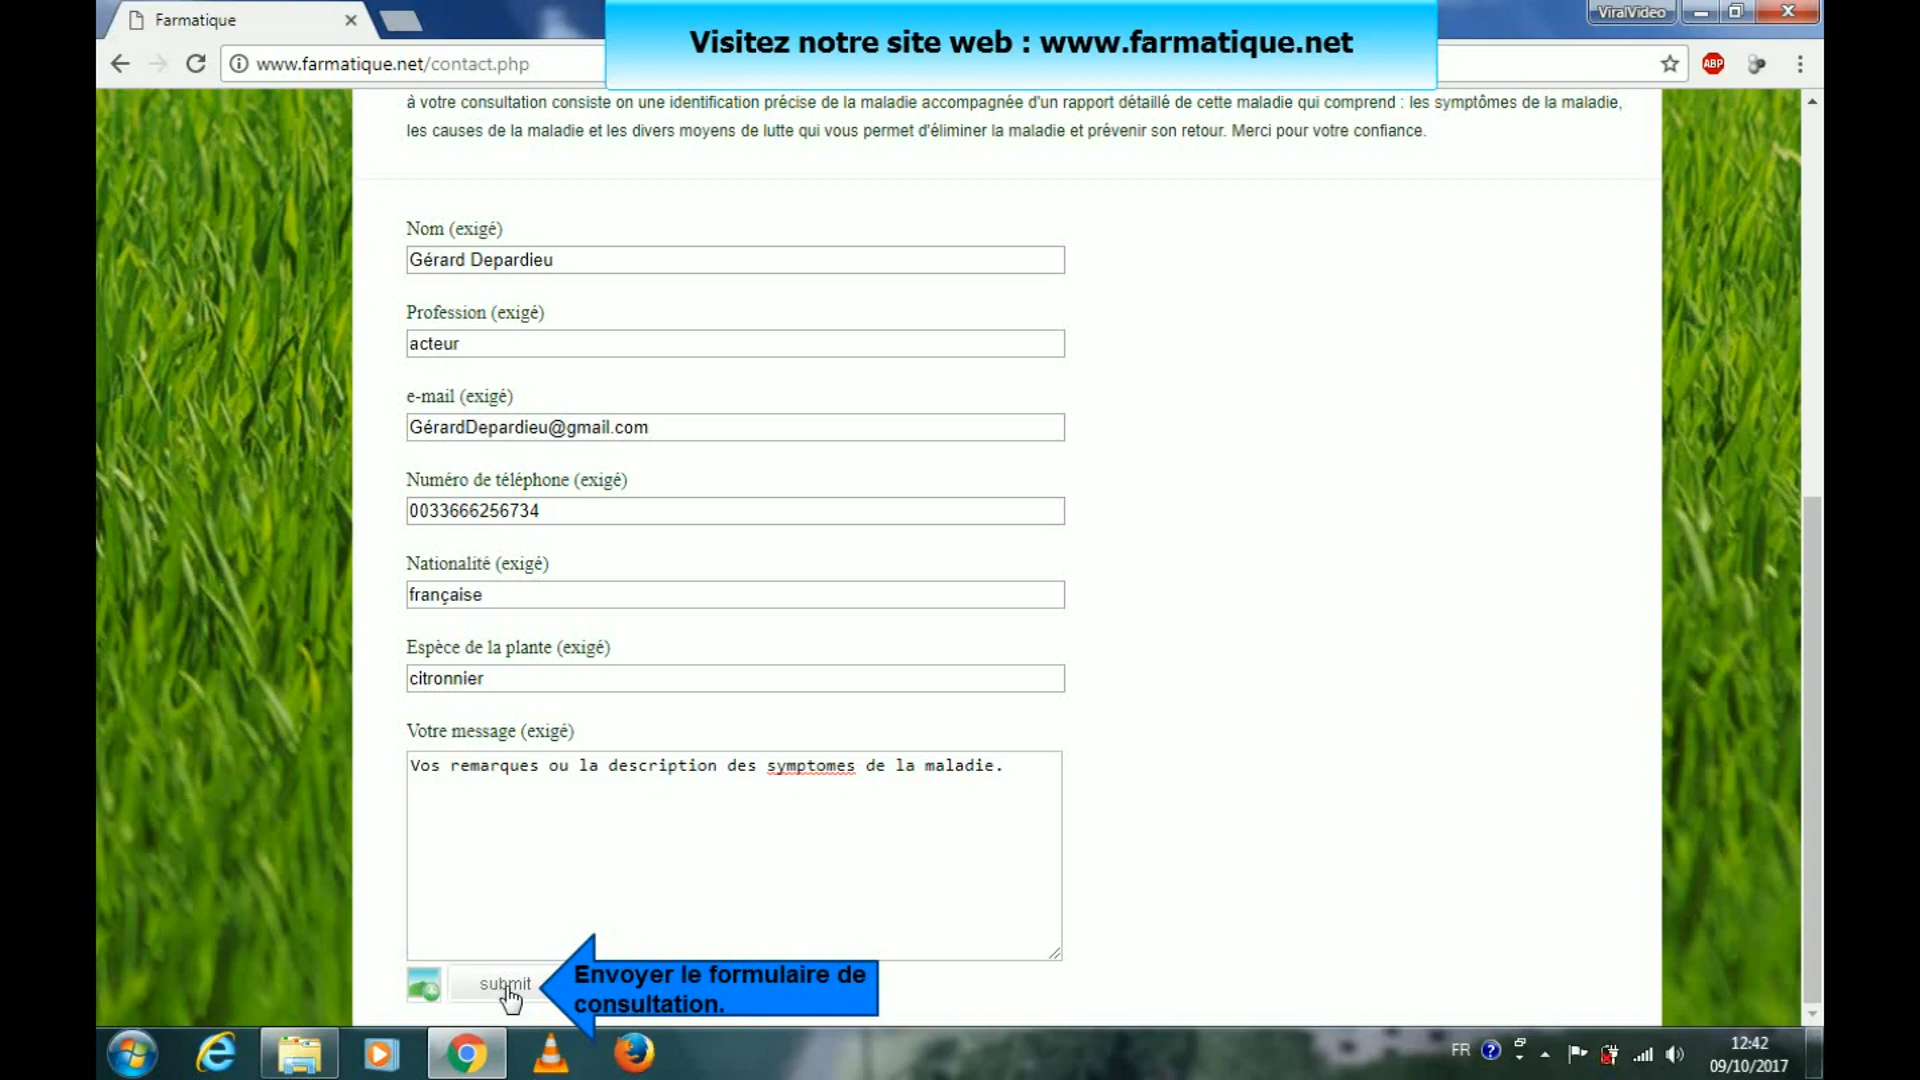 Farmatique
ViralVideo
Visitez notre site web : www.farmatique.net
www.farmatique.net/contact.php
ABP
à votre consultation consiste on une identification précise de la maladie accompagnée d'un rapport détaillé de cette maladie qui comprend : les symptômes de la maladie,
les causes de la maladie et les divers moyens de lutte qui vous permet d'éliminer la maladie et prévenir son retour. Merci pour votre confiance.
Nom (exigé)
Gérard Depardieu
Profession (exigé)
acteur
e-mail (exigé)
GérardDepardieu@gmail.com
Numéro de téléphone (exigé)
0033666256734
Nationalité (exigé)
française
Espèce de la plante (exigé)
citronnier
Votre message (exigé)
Vos remarques ou la description des symptomes de la maladie.
submit
Envoyer le formulaire de
consultation.
FR
12:42
09/10/2017